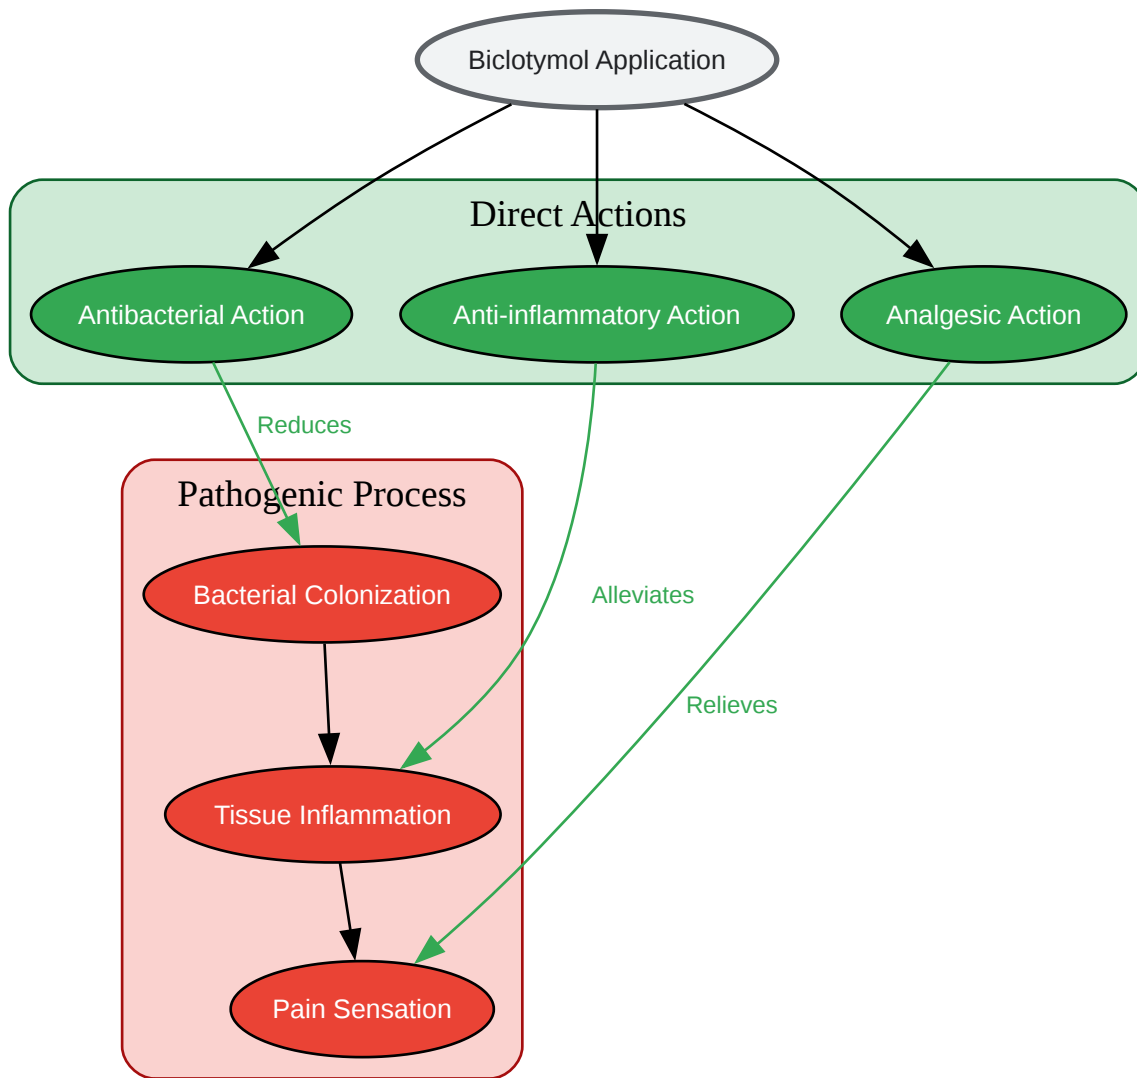 Biclotymol Application
Direct Actions
Antibacterial Action
Anti-inflammatory Action
Analgesic Action
Reduces
Pathogenic Process
Bacterial Colonization
Alleviates
Relieves
Tissue Inflammation
Pain Sensation